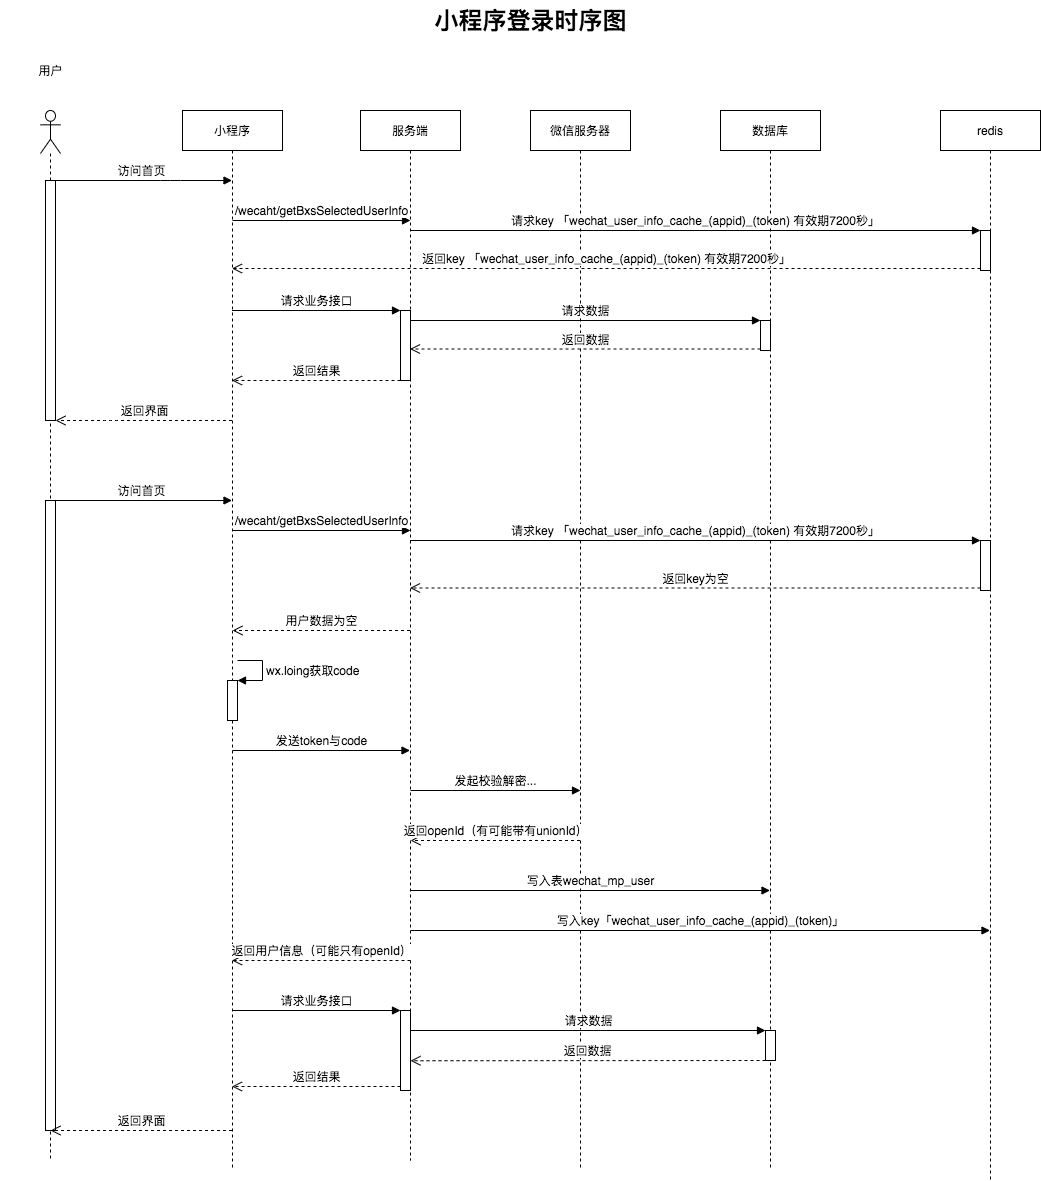 小程序登录时序图
用户
小程序
服务端
微信服务器
数据库
redis
访问首页
/wecaht/getBxsSelectedUserInfo
请求key 「wechat_user_info_cache_(appid)_(token) 有效期7200秒」
返回key 「wechat_user_info_cache_(appid)_(token) 有效期7200秒」
请求业务接口
请求数据
返回数据
返回结果
返回界面
访问首页
/wecaht/getBxsSelectedUserInfo
请求key 「wechat_user_info_cache_(appid)_(token) 有效期7200秒」
返回key为空
用户数据为空
wx.loing获取code
发送token与code
发起校验解密...
返回openId（有可能带有unionId）
写入表wechat_mp_user
写入key「wechat_user_info_cache_(appid)_(token)」
返回用户信息（可能只有openId）
请求业务接口
请求数据
返回数据
返回结果
返回界面